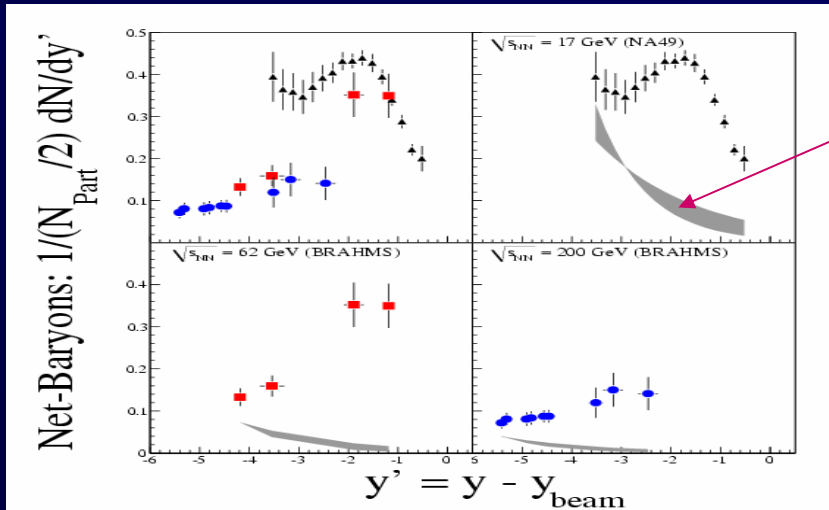 Net-Baryons: 1/(N_Part/2) dN/dy'
0.5
0.4
0.3
0.2
0.1
√s_NN = 17 GeV (NA49)
√s_NN = 62 GeV (BRAHMS)
√s_NN = 200 GeV (BRAHMS)
0.4
0.3
0.2
0.1
0
-6 -5 -4 -3 -2 -1 0 -5 -4 -3 -2 -1 0
y' = y - y_beam